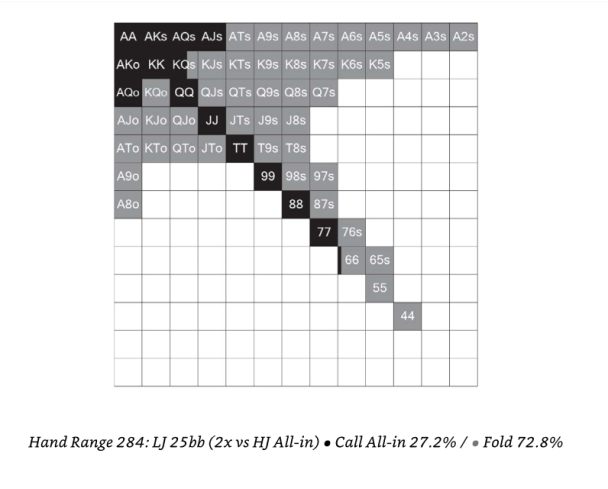 AA AKs AQs AJs ATs A9s A8s A7s A6s A5s A4s A3s A2s
AKo KK KQs KJs KTs K9s K8s K7s K6s K5s
AQo KQo QQ QJs QTs Q9s Q8s Q7s
AJo KJo QJo JJ JTs J9s J8s
ATo KTo QTo JTo TT T9s T8s
A9o 99 98s 97s
A8o 88 87s
77 76s
66 65s
55
44
Hand Range 284: LJ 25bb (2x vs HJ All-in) • Call All-in 27.2% / • Fold 72.8%